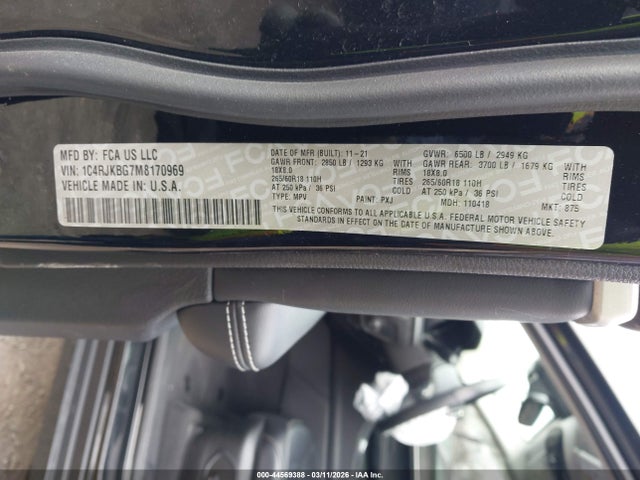 MFD BY: FCA US LLC
VIN: 1C4RJKBG7M8170969
VEHICLE MADE IN U.S.A.
DATE OF MFR (BUILT): 11-21 GVWR: 6500 LB / 2949 KG
GAWR FRONT: 2850 LB / 1293 KG GAWR REAR: 3700 LB / 1679 KG
18X8.0 RIMS 18X8.0 RIMS
265/60R18 110H TIRES 265/60R18 110H TIRES
AT 250 kPa / 36 PSI COLD AT 250 kPa / 36 PSI COLD
TYPE: MPV PAINT: PXJ MDH: 110418 MKT: 875
THIS VEHICLE CONFORMS TO ALL APPLICABLE U.S.A. FEDERAL MOTOR VEHICLE SAFETY
STANDARDS IN EFFECT ON THE DATE OF MANUFACTURE SHOWN ABOVE.
000-44569388 - 03/11/2026 - IAA Inc.